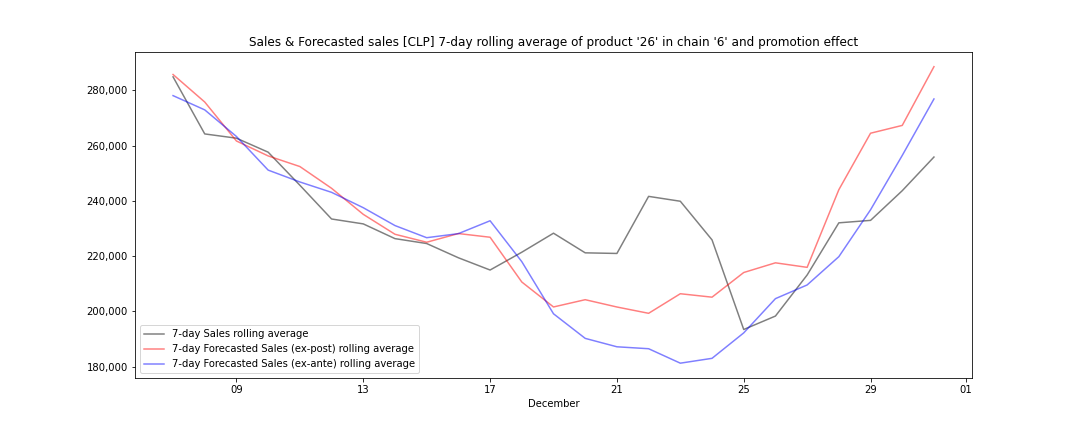 Sales & Forecasted sales [CLP] 7-day rolling average of product '26' in chain '6' and promotion effect
280,000
260,000
240,000
220,000
200,000
180,000
7-day Sales rolling average
7-day Forecasted Sales (ex-post) rolling average
7-day Forecasted Sales (ex-ante) rolling average
09 13 17 21 25 29 01
December